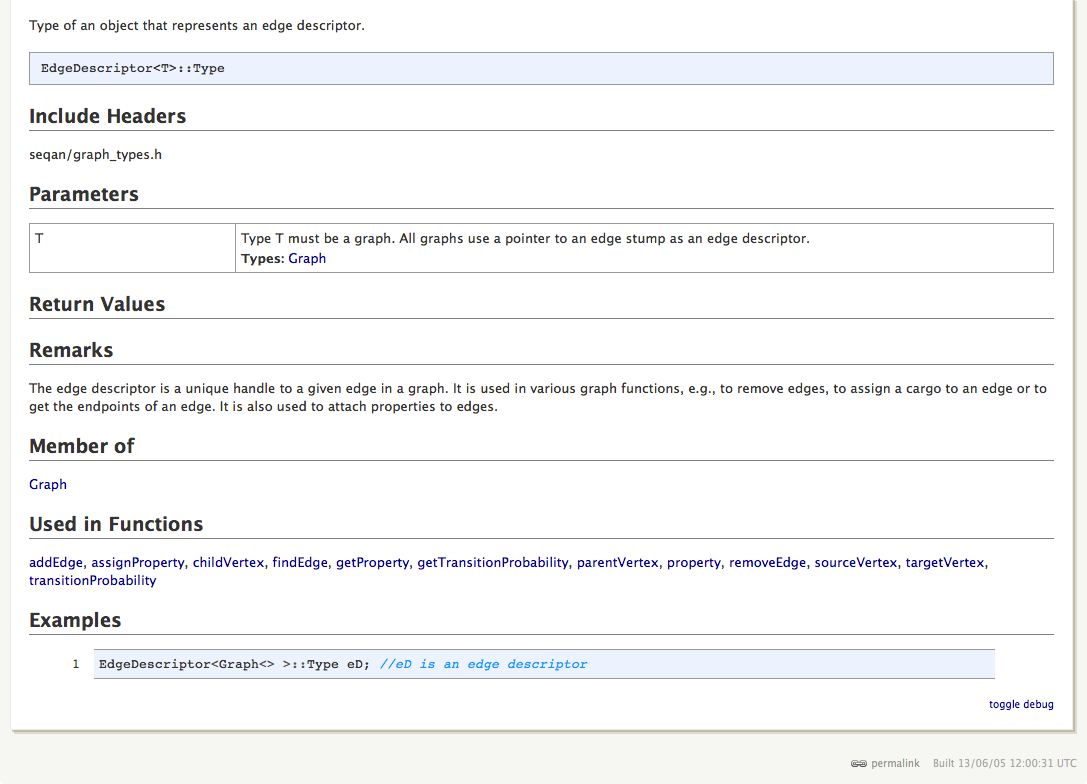 Type of an object that represents an edge descriptor.
EdgeDescriptor<T>::Type
Include Headers
seqan/graph_types.h
Parameters
T
Type T must be a graph. All graphs use a pointer to an edge stump as an edge descriptor.
Types: Graph
Return Values
Remarks
The edge descriptor is a unique handle to a given edge in a graph. It is used in various graph functions, e.g., to remove edges, to assign a cargo to an edge or to
get the endpoints of an edge. It is also used to attach properties to edges.
Member of
Graph
Used in Functions
addEdge, assignProperty, childVertex, findEdge, getProperty, getTransitionProbability, parentVertex, property, removeEdge, sourceVertex, targetVertex,
transitionProbability
Examples
1 EdgeDescriptor<Graph<> >::Type eD; //eD is an edge descriptor
toggle debug
permalink Built 13/06/05 12:00:31 UTC